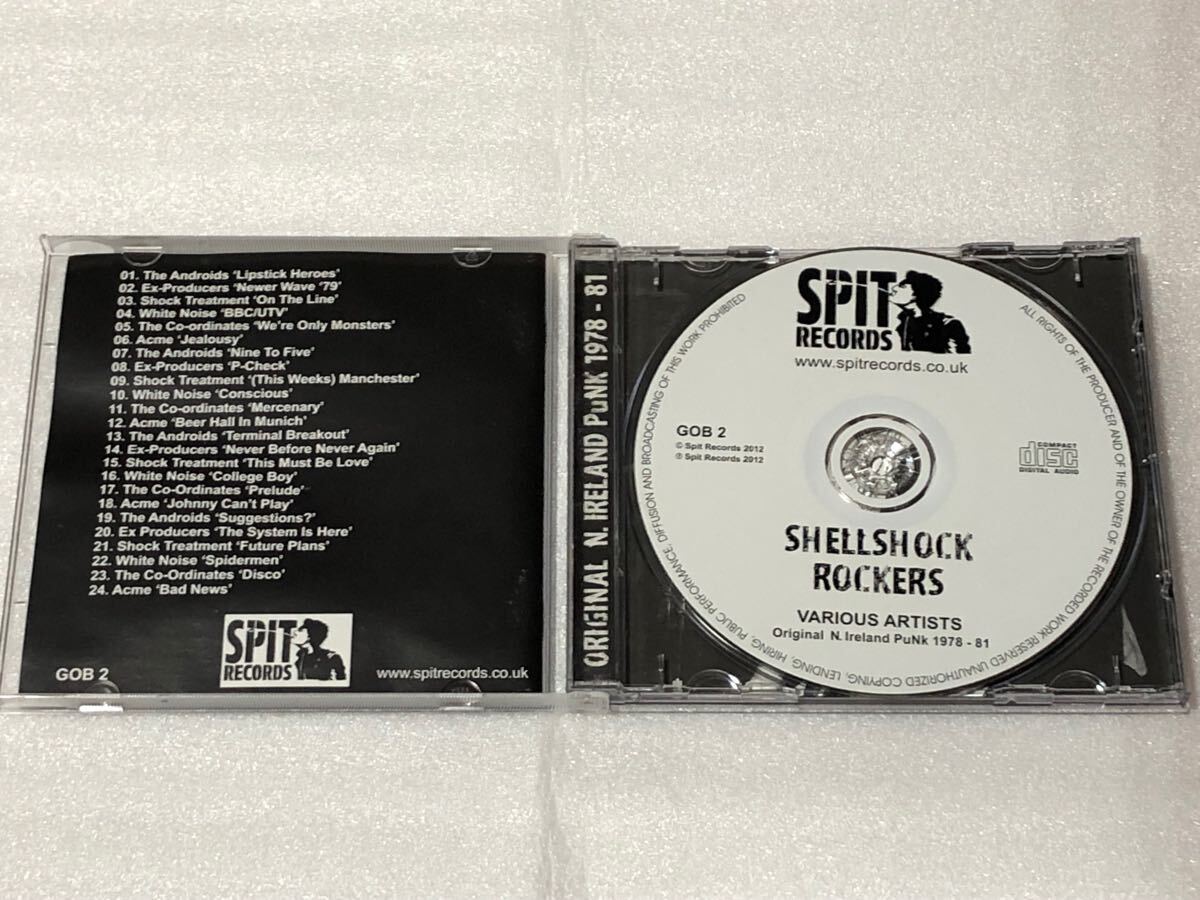 01. The Androids ‘Lipstick Heroes’
02. Ex-Producers ‘Newer Wave ‘79’
03. Shock Treatment ‘On The Line’
04. White Noise ‘BBC/UTV’
05. The Co-ordinates ‘We’re Only Monsters’
06. Acme ‘Jealousy’
07. The Androids ‘Nine To Five’
08. Ex-Producers ‘P-Check’
09. Shock Treatment ‘(This Weeks) Manchester’
10. White Noise ‘Conscious’
11. The Co-ordinates ‘Mercenary’
12. Acme ‘Beer Hall In Munich’
13. The Androids ‘Terminal Breakout’
14. Ex-Producers ‘Never Before Never Again’
15. Shock Treatment ‘This Must Be Love’
16. White Noise ‘College Boy’
17. The Co-Ordinates ‘Prelude’
18. Acme ‘Johnny Can’t Play’
19. The Androids ‘Suggestions?’
20. Ex Producers ‘The System is Here’
21. Shock Treatment ‘Future Plans’
22. White Noise ‘Spidermen’
23. The Co-Ordinates ‘Disco’
24. Acme ‘Bad News’
SPIT
RECORDS
GOB 2
www.spitrecords.co.uk
ORIGINAL N. IRELAND PuNK 1978 - 81
SPIT
RECORDS
www.spitrecords.co.uk
GOB 2
© Spit Records 2012
℗ Spit Records 2012
COMPACT
disc
DIGITAL AUDIO
SHELLSHOCK
ROCKERS
VARIOUS ARTISTS
Original N. Ireland PuNk 1978 - 81
ALL RIGHTS OF THE PRODUCER AND OF THE OWNER OF THE RECORDED WORK RESERVED UNAUTHORIZED COPYING, LENDING, HIRING, PUBLIC PERFORMANCE, DIFFUSION AND BROADCASTING OF THIS WORK PROHIBITED